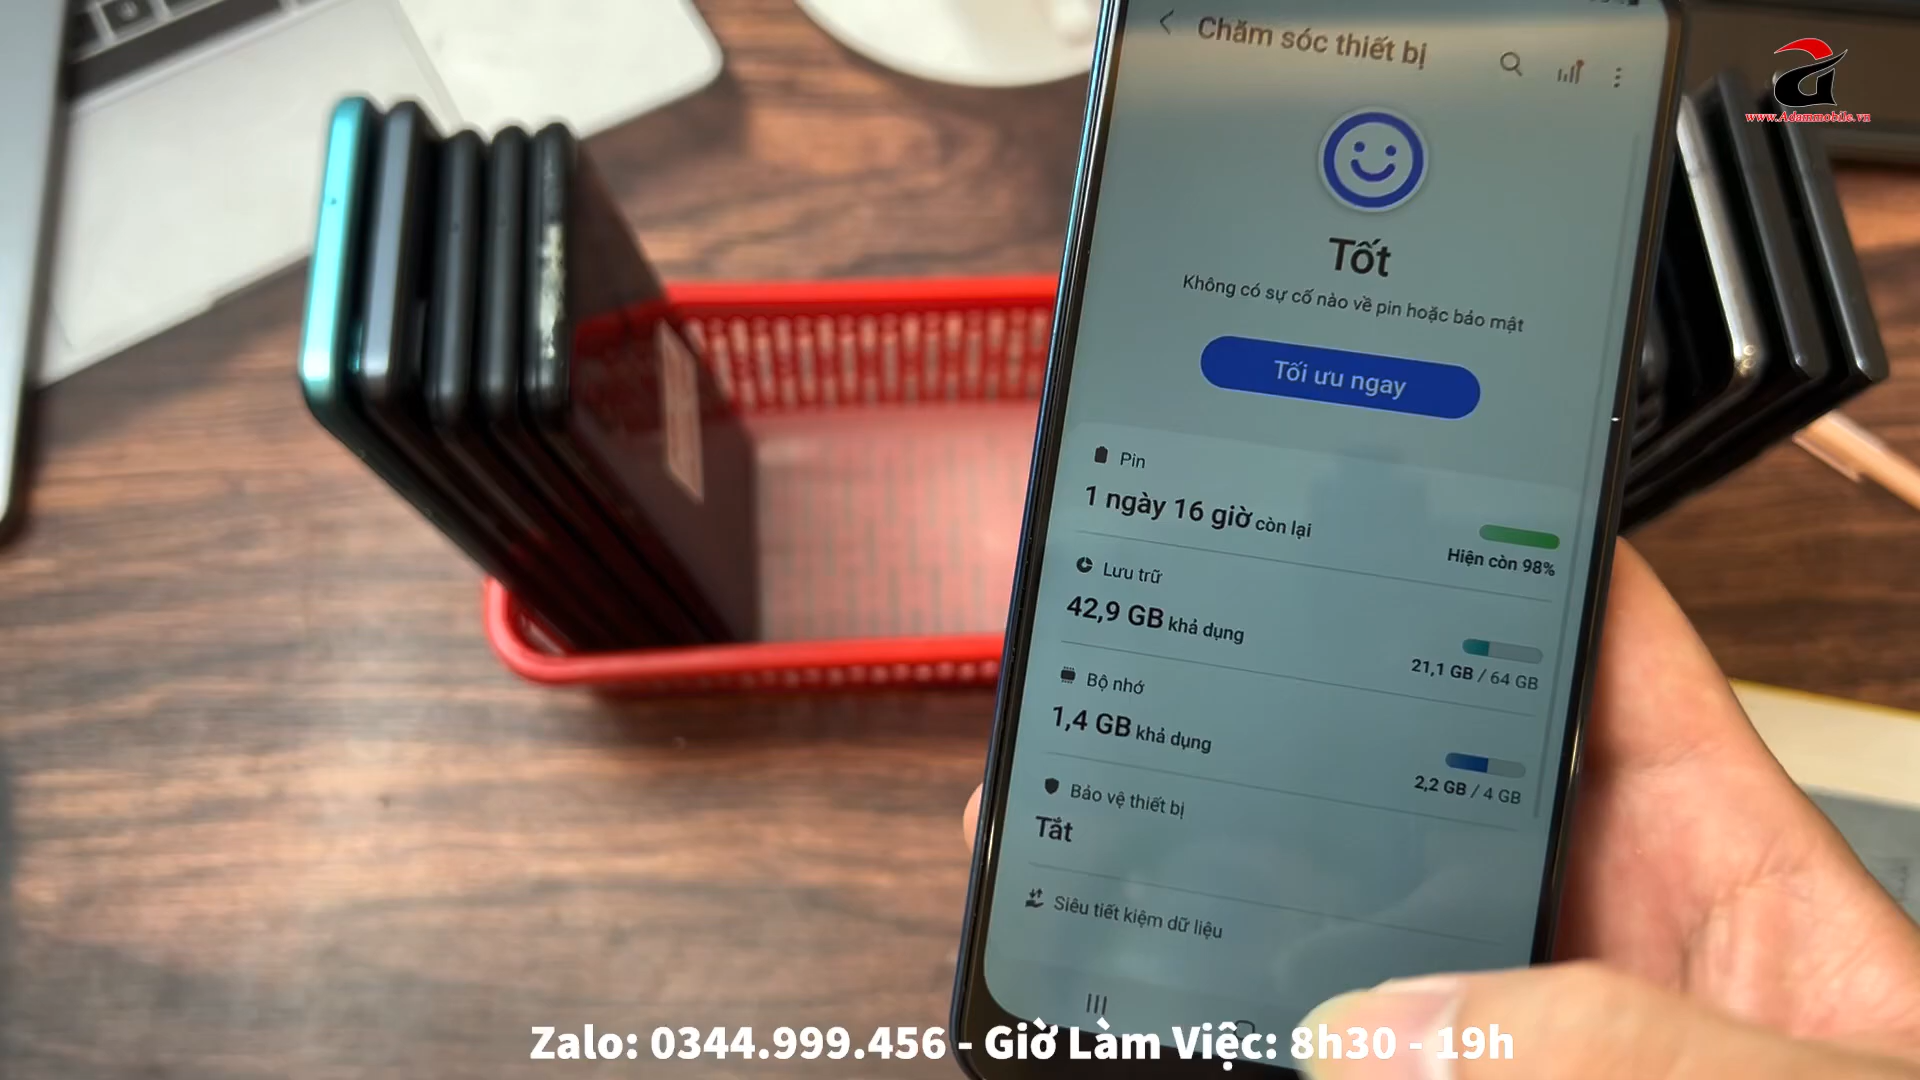 Chăm sóc thiết bị
www.Adammobile.vn
Tốt
Không có sự cố nào về pin hoặc bảo mật
Tối ưu ngay
Pin
1 ngày 16 giờ còn lại
Hiện còn 98%
Lưu trữ
42,9 GB khả dụng
21,1 GB / 64 GB
Bộ nhớ
1,4 GB khả dụng
2,2 GB / 4 GB
Bảo vệ thiết bị
Tắt
Siêu tiết kiệm dữ liệu
Zalo: 0344.999.456 - Giờ Làm Việc: 8h30 - 19h